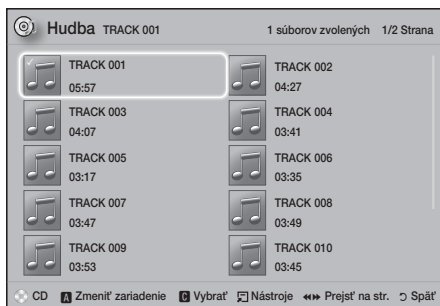 Hudba TRACK 001 1 súborov zvolených 1/2 Strana
TRACK 001
05:57
TRACK 002
04:27
TRACK 003
04:07
TRACK 004
03:41
TRACK 005
03:17
TRACK 006
03:35
TRACK 007
03:47
TRACK 008
03:49
TRACK 009
03:53
TRACK 010
03:45
CD A Zmeniť zariadenie C Vybrať Nástroje Prejsť na str. Späť